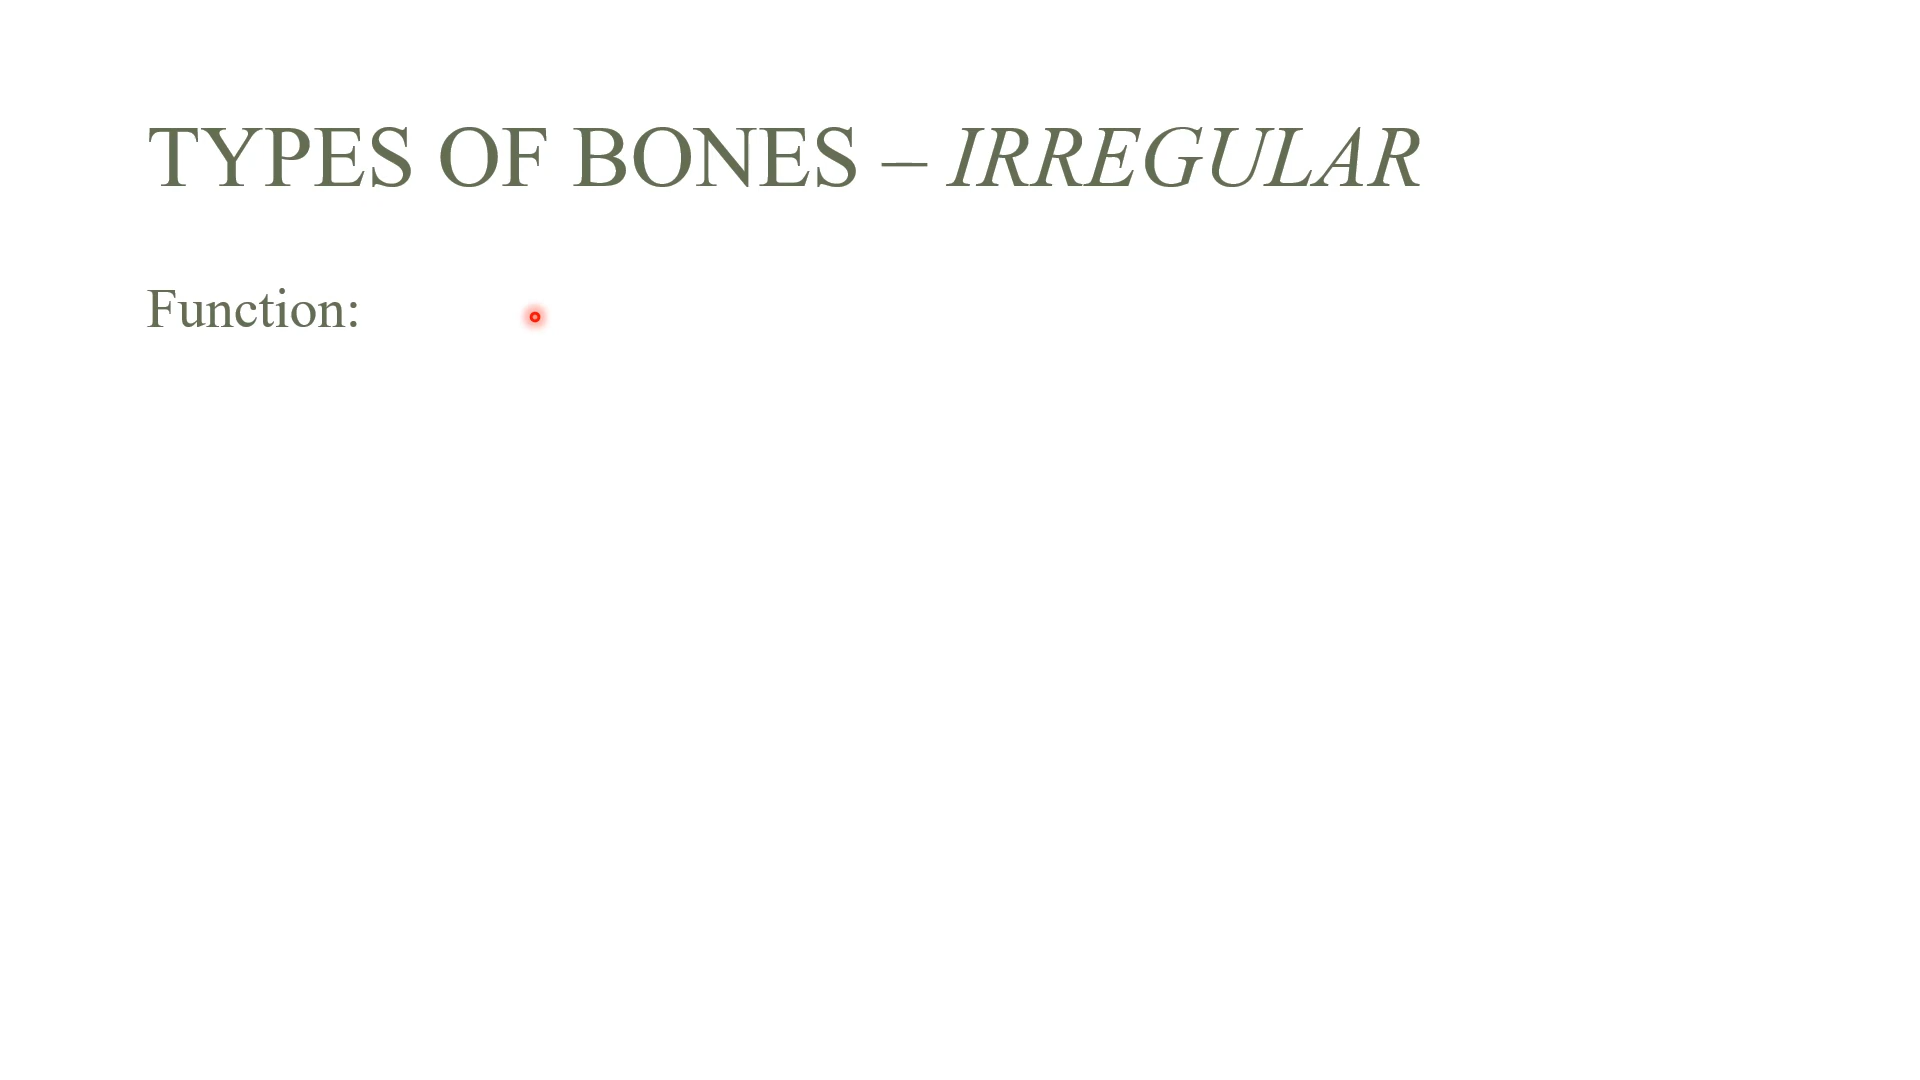 TYPES OF BONES – IRREGULAR
Function: